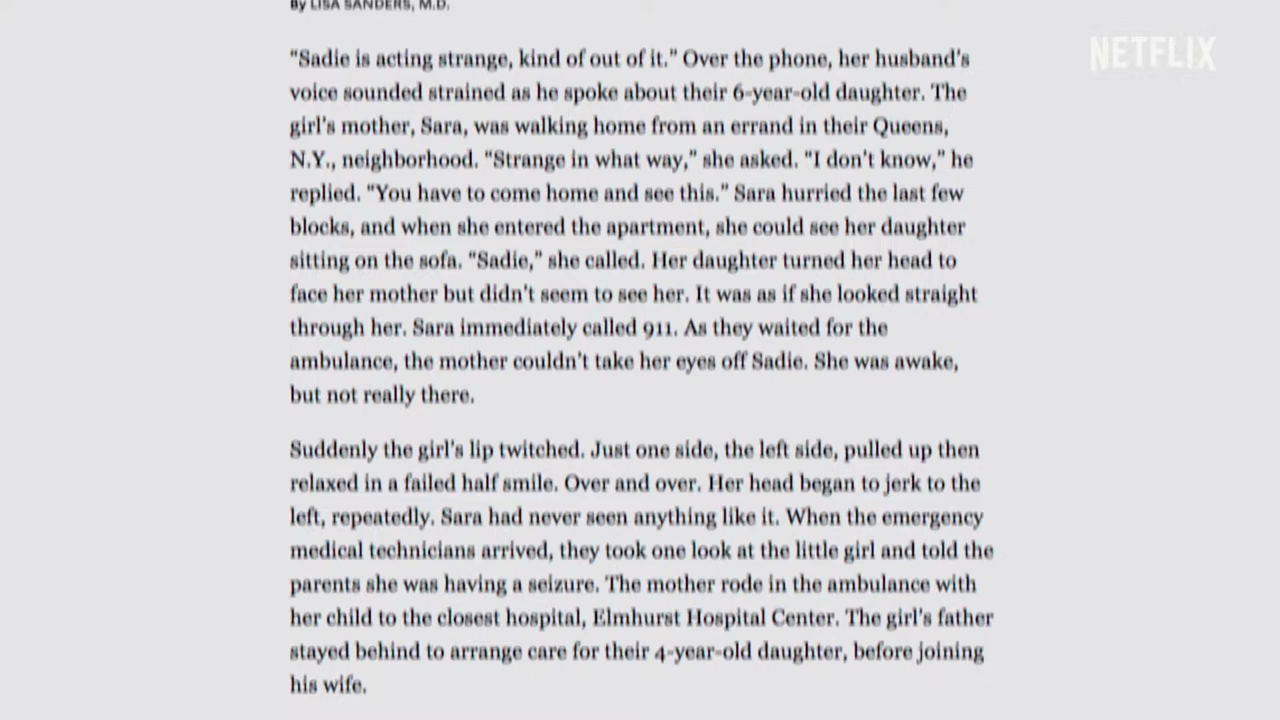 By LISA SANDERS, M.D.
NETFLIX
“Sadie is acting strange, kind of out of it.” Over the phone, her husband’s
voice sounded strained as he spoke about their 6-year-old daughter. The
girl’s mother, Sara, was walking home from an errand in their Queens,
N.Y., neighborhood. “Strange in what way,” she asked. “I don’t know,” he
replied. “You have to come home and see this.” Sara hurried the last few
blocks, and when she entered the apartment, she could see her daughter
sitting on the sofa. “Sadie,” she called. Her daughter turned her head to
face her mother but didn’t seem to see her. It was as if she looked straight
through her. Sara immediately called 911. As they waited for the
ambulance, the mother couldn’t take her eyes off Sadie. She was awake,
but not really there.
Suddenly the girl’s lip twitched. Just one side, the left side, pulled up then
relaxed in a failed half smile. Over and over. Her head began to jerk to the
left, repeatedly. Sara had never seen anything like it. When the emergency
medical technicians arrived, they took one look at the little girl and told the
parents she was having a seizure. The mother rode in the ambulance with
her child to the closest hospital, Elmhurst Hospital Center. The girl’s father
stayed behind to arrange care for their 4-year-old daughter, before joining
his wife.